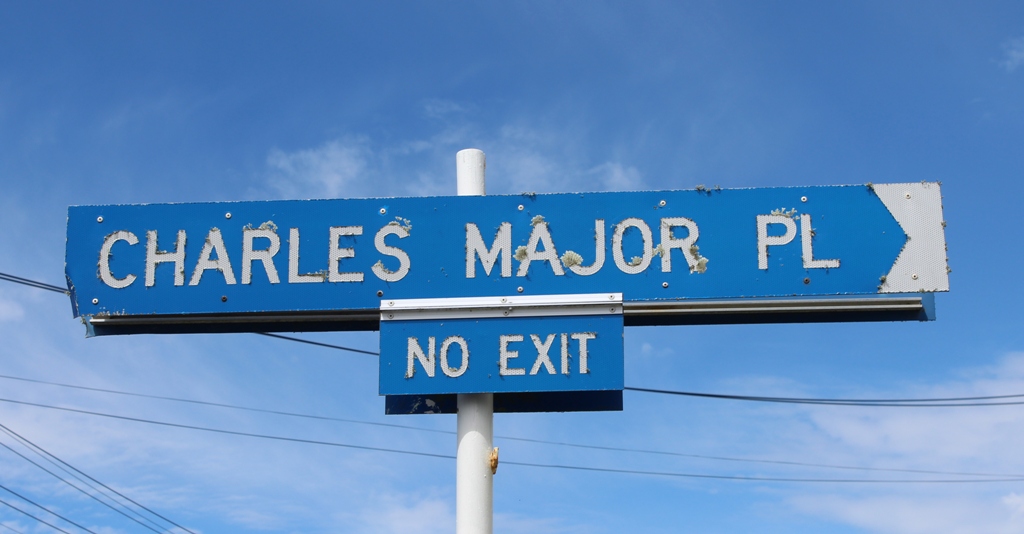 CHARLES MAJOR PL
NO EXIT